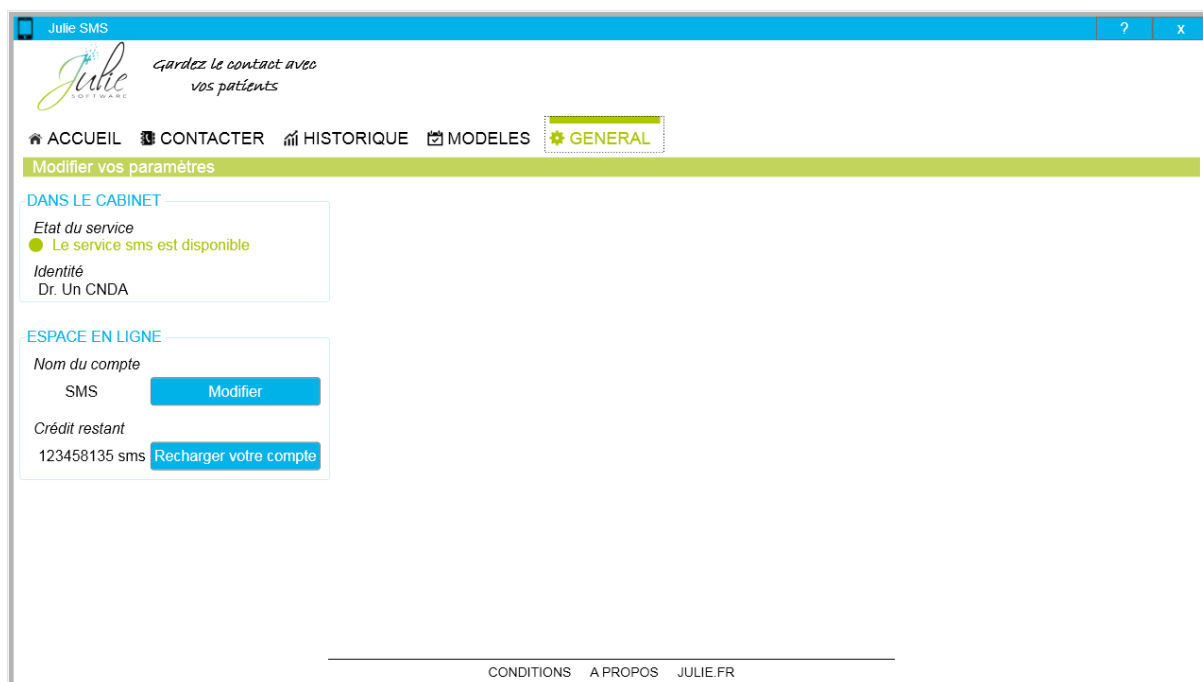 Julie SMS ? x
Julie
SOFTWARE
Gardez le contact avec
vos patients
ACCUEIL CONTACTER HISTORIQUE MODELES GENERAL
Modifier vos paramètres
DANS LE CABINET
Etat du service
Le service sms est disponible
Identité
Dr. Un CNDA
ESPACE EN LIGNE
Nom du compte
SMS Modifier
Crédit restant
123458135 sms Recharger votre compte
CONDITIONS A PROPOS JULIE.FR